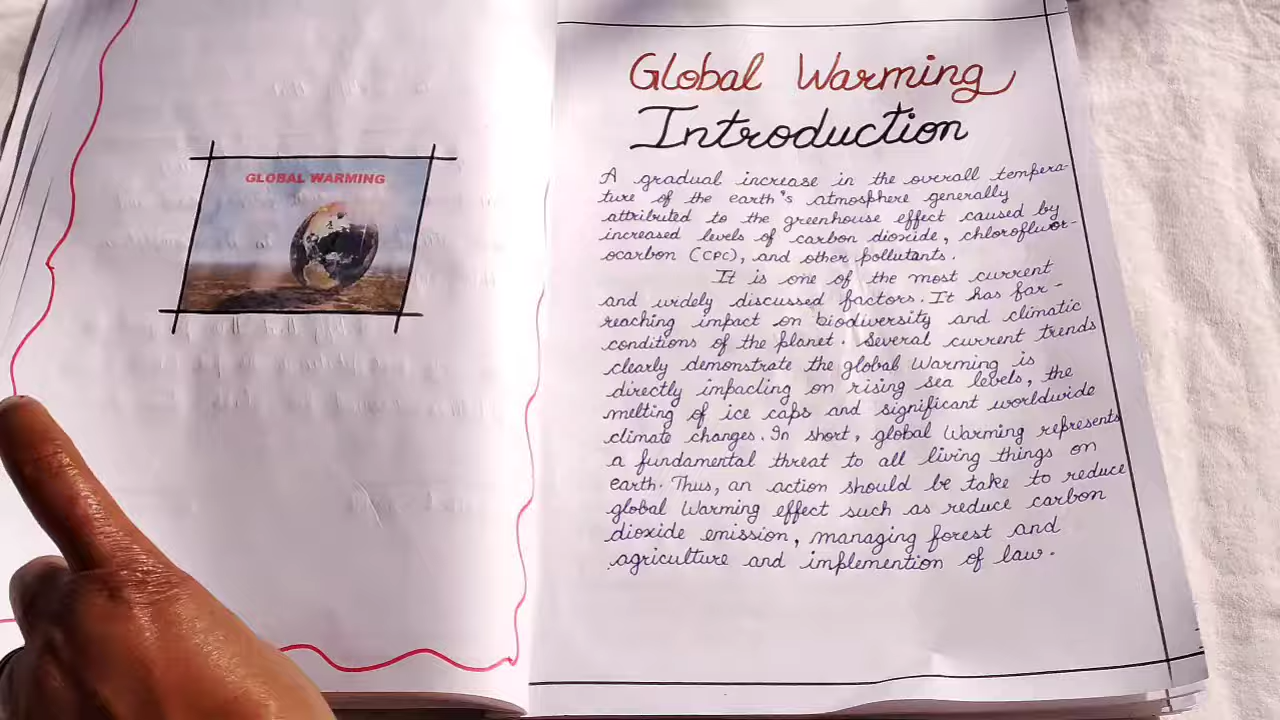 GLOBAL WARMING
Global Warming
Introduction
A gradual increase in the overall tempera-
ture of the earth's atmosphere generally
attributed to the greenhouse effect caused by
increased levels of carbon dioxide, chlorofluor-
ocarbon (CPC), and other pollutants.
It is one of the most current
and widely discussed factors. It has far-
reaching impact on biodiversity and climatic
conditions of the planet. Several current trends
clearly demonstrate the global Warming is
directly impacting on rising sea levels, the
melting of ice caps and significant worldwide
climate changes. In short, global Warming represents
a fundamental threat to all living things on
earth. Thus, an action should be take to reduce
global Warming effect such as reduce carbon
dioxide emission, managing forest and
agriculture and implemention of law.